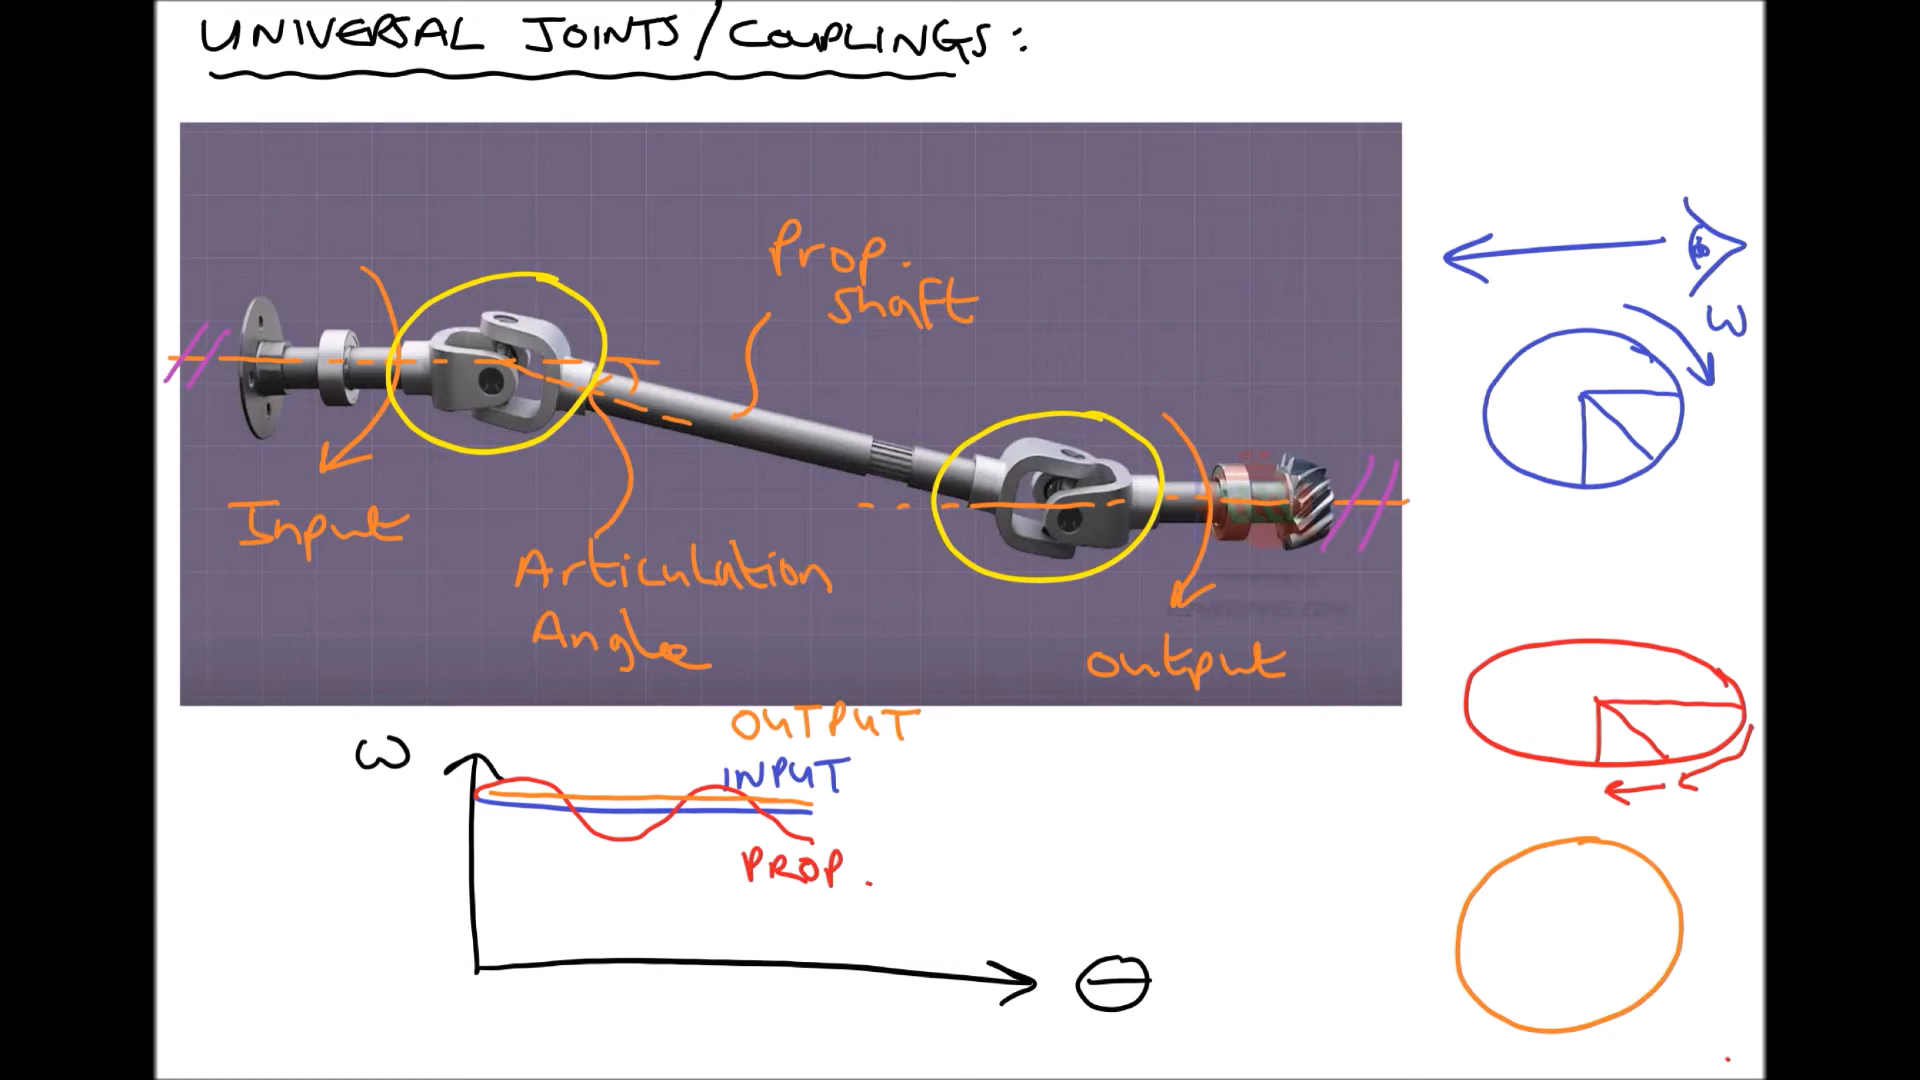 UNIVERSAL JOINTS/COUPLINGS:
Prop.
Shaft
Input
Articulation
Angle
Output
ω
OUTPUT
INPUT
ω
PROP.
θ